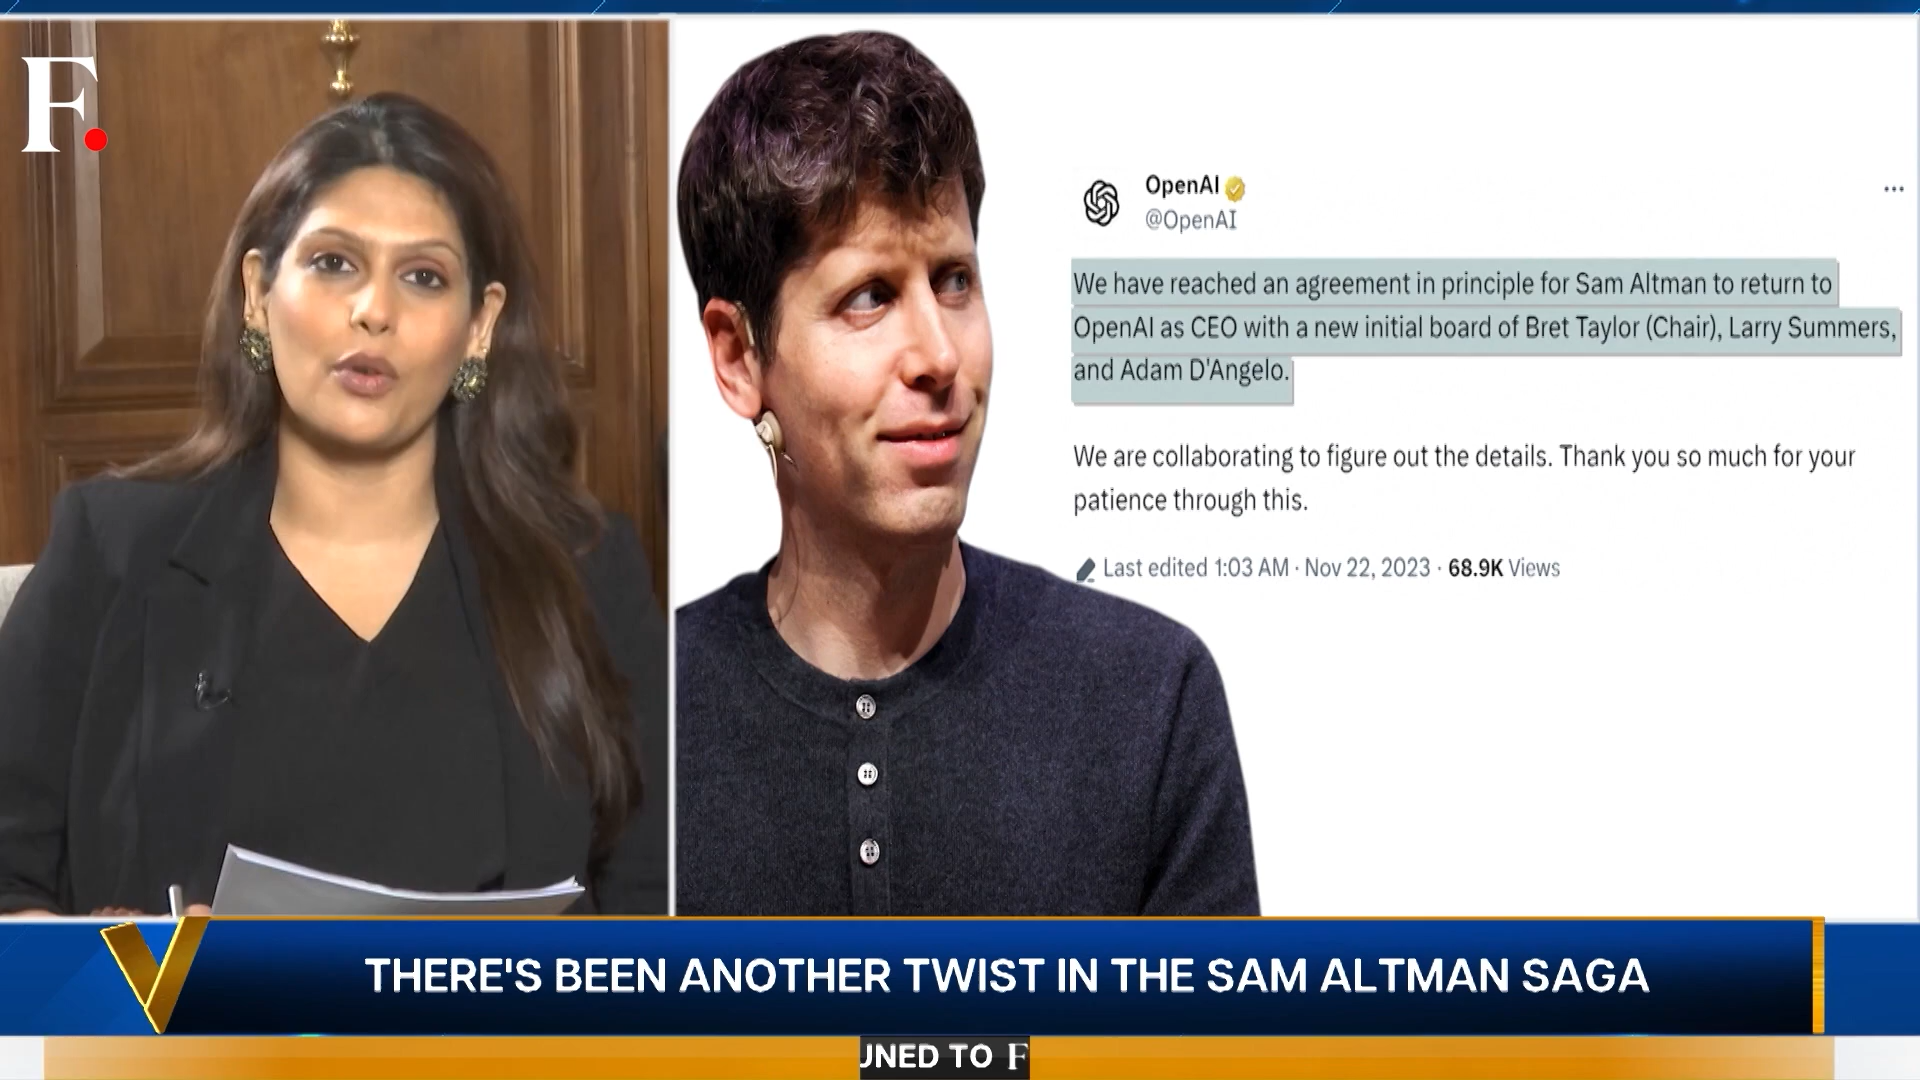 F.
OpenAI
@OpenAI
We have reached an agreement in principle for Sam Altman to return to
OpenAI as CEO with a new initial board of Bret Taylor (Chair), Larry Summers,
and Adam D'Angelo.
We are collaborating to figure out the details. Thank you so much for your
patience through this.
Last edited 1:03 AM · Nov 22, 2023 · 68.9K Views
V THERE'S BEEN ANOTHER TWIST IN THE SAM ALTMAN SAGA
UNED TO F